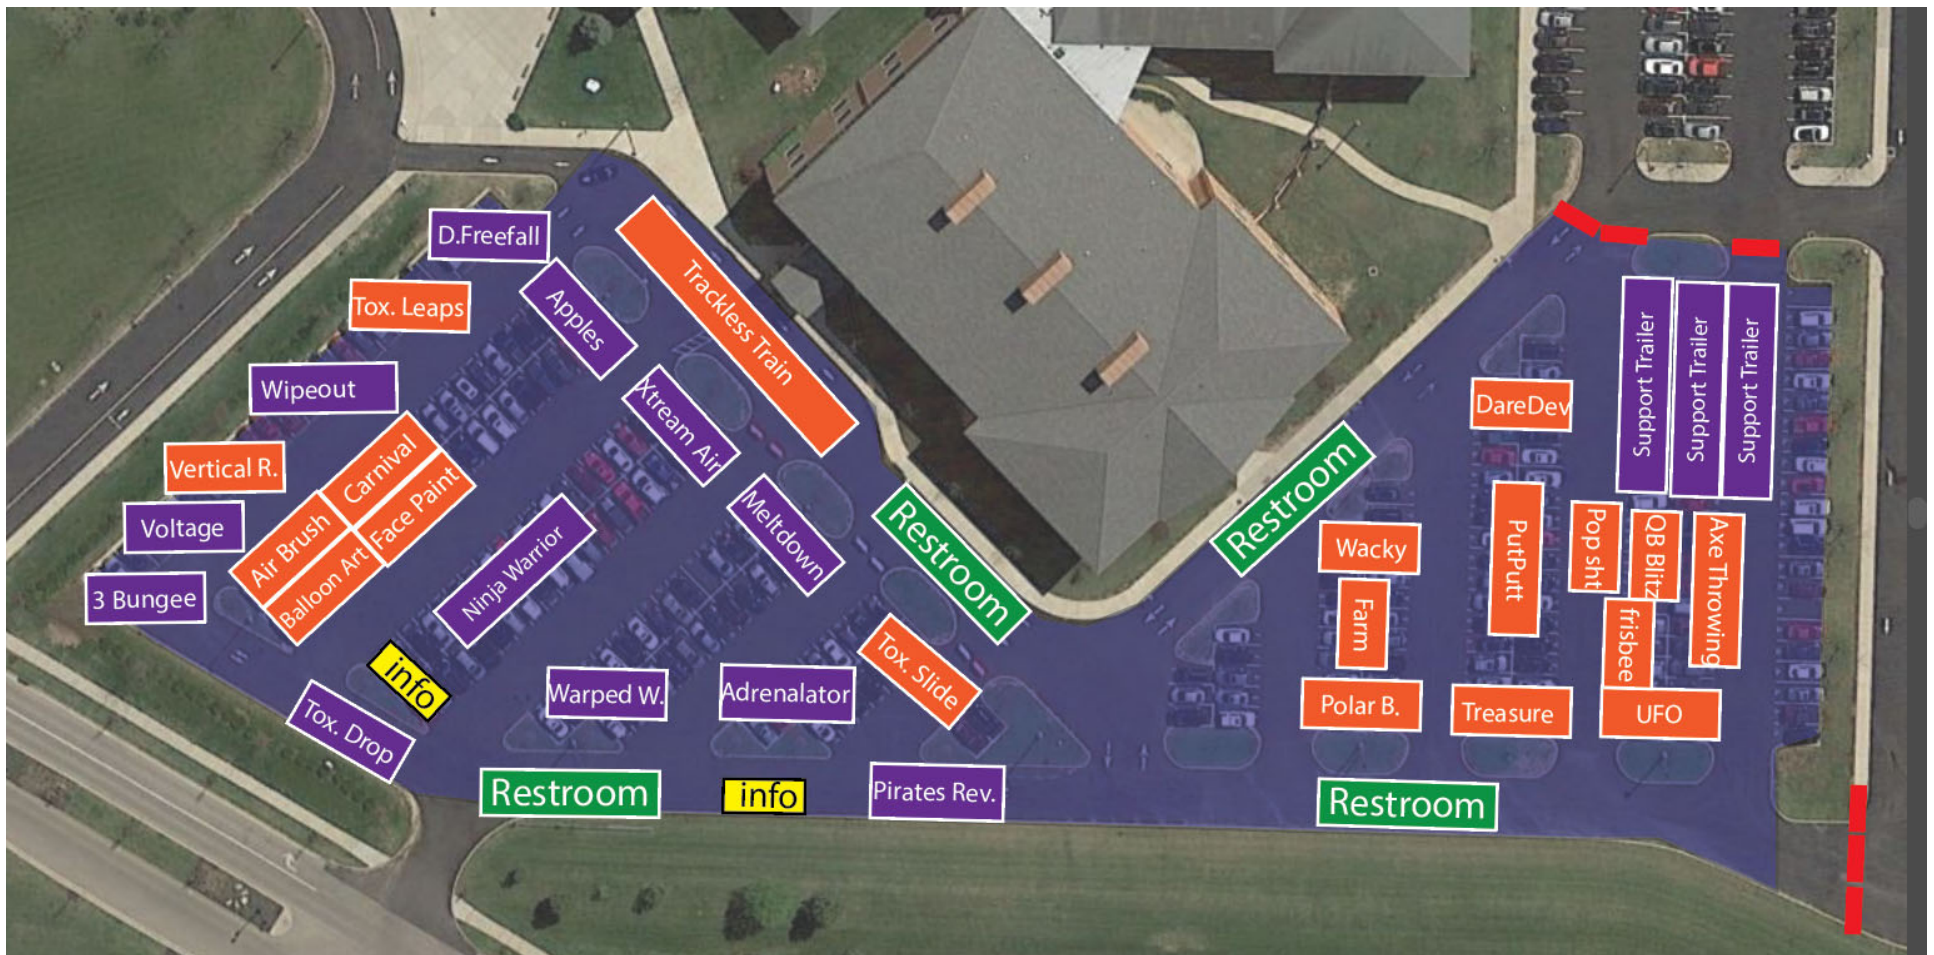 D.Freefall
Tox. Leaps
Apples
Trackless Train
Wipeout
Xtream Air
Vertical R.
Carnival
Face Paint
Air Brush
Balloon Art
Voltage
3 Bungee
Ninja Warrior
Meltdown
Restroom
info
Tox. Drop
Warped W.
Adrenalator
Tox. Slide
Restroom
info
Pirates Rev.
Restroom
Support Trailer
Support Trailer
Support Trailer
DareDev
Wacky
PutPutt
Pop sht
QB Blitz
Axe Throwing
Farm
frisbee
Polar B.
Treasure
UFO
Restroom